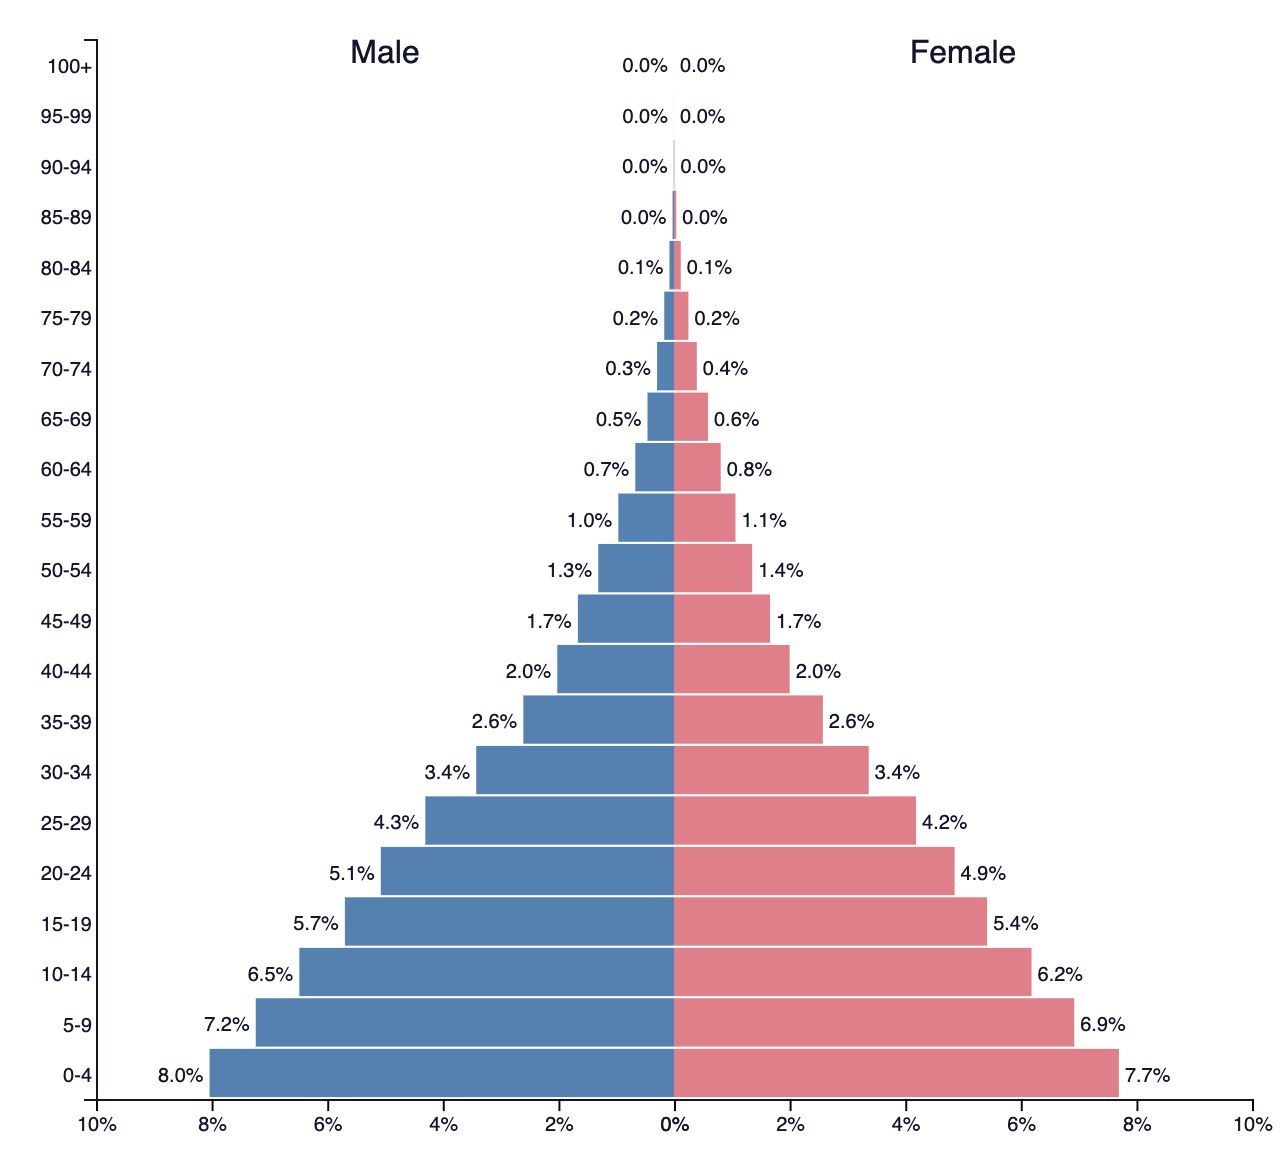 Male Female
100+ 0.0% 0.0%
95-99 0.0% 0.0%
90-94 0.0% 0.0%
85-89 0.0% 0.0%
80-84 0.1% 0.1%
75-79 0.2% 0.2%
70-74 0.3% 0.4%
65-69 0.5% 0.6%
60-64 0.7% 0.8%
55-59 1.0% 1.1%
50-54 1.3% 1.4%
45-49 1.7% 1.7%
40-44 2.0% 2.0%
35-39 2.6% 2.6%
30-34 3.4% 3.4%
25-29 4.3% 4.2%
20-24 5.1% 4.9%
15-19 5.7% 5.4%
10-14 6.5% 6.2%
5-9 7.2% 6.9%
0-4 8.0% 7.7%
10% 8% 6% 4% 2% 0% 2% 4% 6% 8% 10%